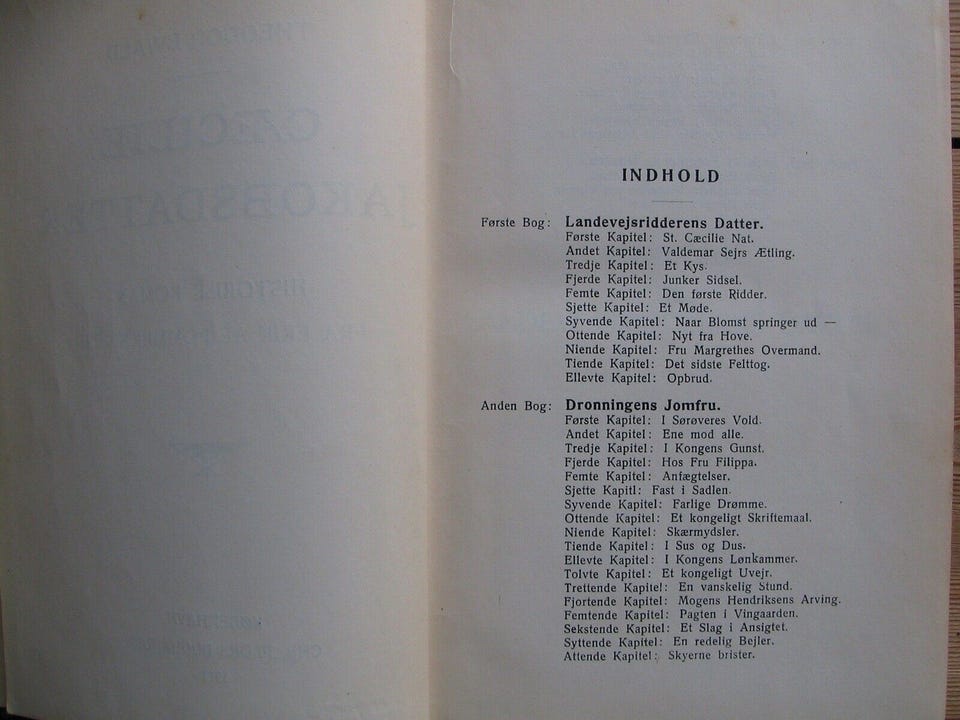 INDHOLD
Første Bog: Landevejsridderens Datter.
Første Kapitel: St. Cæcilie Nat.
Andet Kapitel: Valdemar Sejrs Ætling.
Tredje Kapitel: Et Kys.
Fjerde Kapitel: Junker Sidsel.
Femte Kapitel: Den første Ridder.
Sjette Kapitel: Et Møde.
Syvende Kapitel: Naar Blomst springer ud —
Ottende Kapitel: Nyt fra Hove.
Niende Kapitel: Fru Margrethes Overmand.
Tiende Kapitel: Det sidste Felttog.
Ellevte Kapitel: Opbrud.
Anden Bog: Dronningens Jomfru.
Første Kapitel: I Sørøveres Vold.
Andet Kapitel: Ene mod alle.
Tredje Kapitel: I Kongens Gunst.
Fjerde Kapitel: Hos Fru Filippa.
Femte Kapitel: Anfægtelser.
Sjette Kapitl: Fast i Sadlen.
Syvende Kapitel: Farlige Drømme.
Ottende Kapitel: Et kongeligt Skriftemaal.
Niende Kapitel: Skærmydsler.
Tiende Kapitel: I Sus og Dus.
Ellevte Kapitel: I Kongens Lønkammer.
Tolvte Kapitel: Et kongeligt Uvejr.
Trettende Kapitel: En vanskelig Stund.
Fjortende Kapitel: Mogens Hendriksens Arving.
Femtende Kapitel: Pagten i Vingaarden.
Sekstende Kapitel: Et Slag i Ansigtet.
Syttende Kapitel: En redelig Bejler.
Attende Kapitel: Skyerne brister.